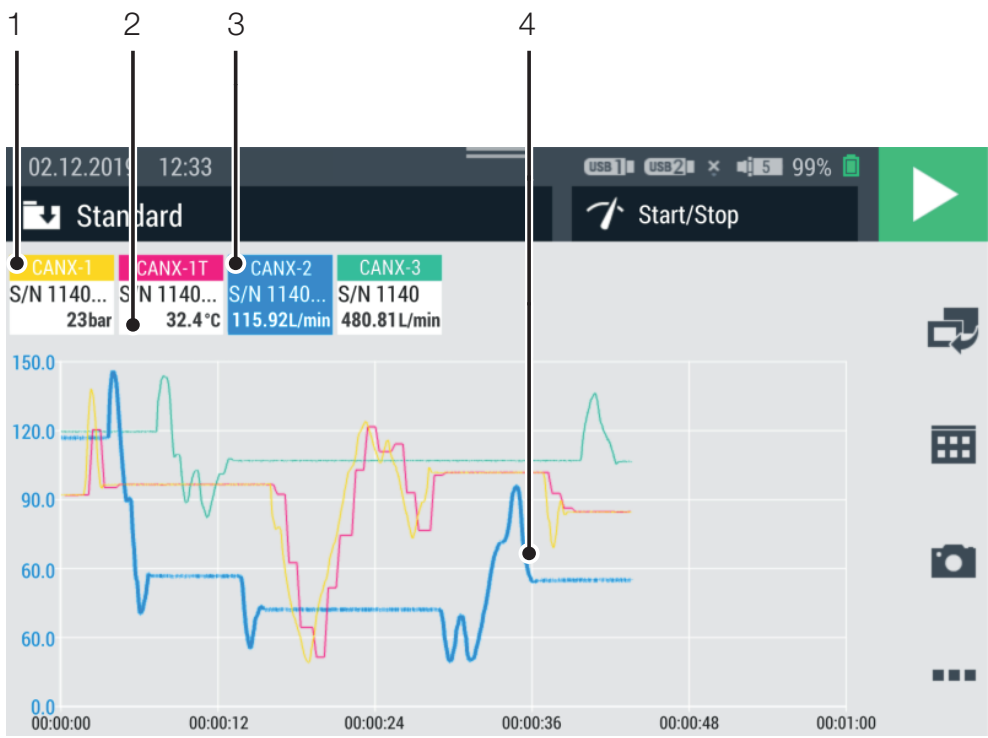 1 2 3 4
02.12.2019 12:33 USB 1 USB 2 5 99%
Standard Start/Stop
CANX-1 CANX-1T CANX-2 CANX-3
S/N 1140... S/N 1140... S/N 1140... S/N 1140
23bar 32.4°C 115.92L/min 480.81L/min
150.0
120.0
90.0
60.0
60.0
0.0
00:00:00 00:00:12 00:00:24 00:00:36 00:00:48 00:01:00